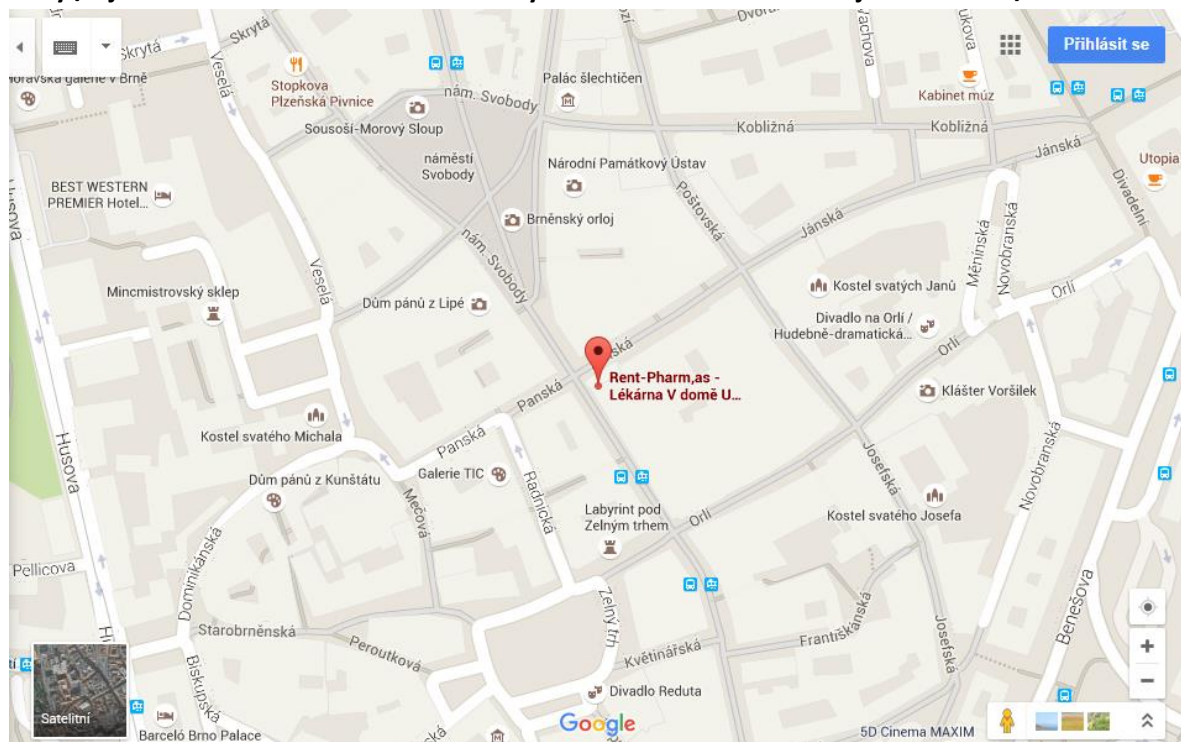 Skrytá
Skrytá
Dvořák
Vachova
Přihlásit se
Moravská galerie v Brně
Veselá
Stopkova
Plzeňská Pivnice
nám. Svobody
Palác šlechtičen
Kabinet múz
Sousoší-Morový Sloup
Kobližná
Kobližná
Jánská
Utopia
náměstí
Svobody
Národní Památkový Ústav
BEST WESTERN
PREMIER Hotel...
Poštovská
Divadelní
Brněnský orloj
Jánská
Měnínská
Novobranská
Husova
nám. Svobody
Veselá
Mincmistrovský sklep
Dům pánů z Lipé
Kostel svatých Janů
Orlí
Divadlo na Orlí /
Hudebně-dramatická...
Orlí
Rent-Pharm,as -
Lékárna V domě U...
Panská
Klášter Voršilek
Kostel svatého Michala
Panská
Husova
Galerie TIC
Radnická
Josefská
Novobranská
Dům pánů z Kunštátu
Mečová
Labyrint pod
Zelným trhem
Orlí
Kostel svatého Josefa
Pellicova
Dominikánská
Zelný trh
Benešova
Starobrněnská
Peroutkova
Františkánská
Josefská
Květinářská
Biskupská
Divadlo Reduta
Satelitní
Google
Barceló Brno Palace
5D Cinema MAXIM